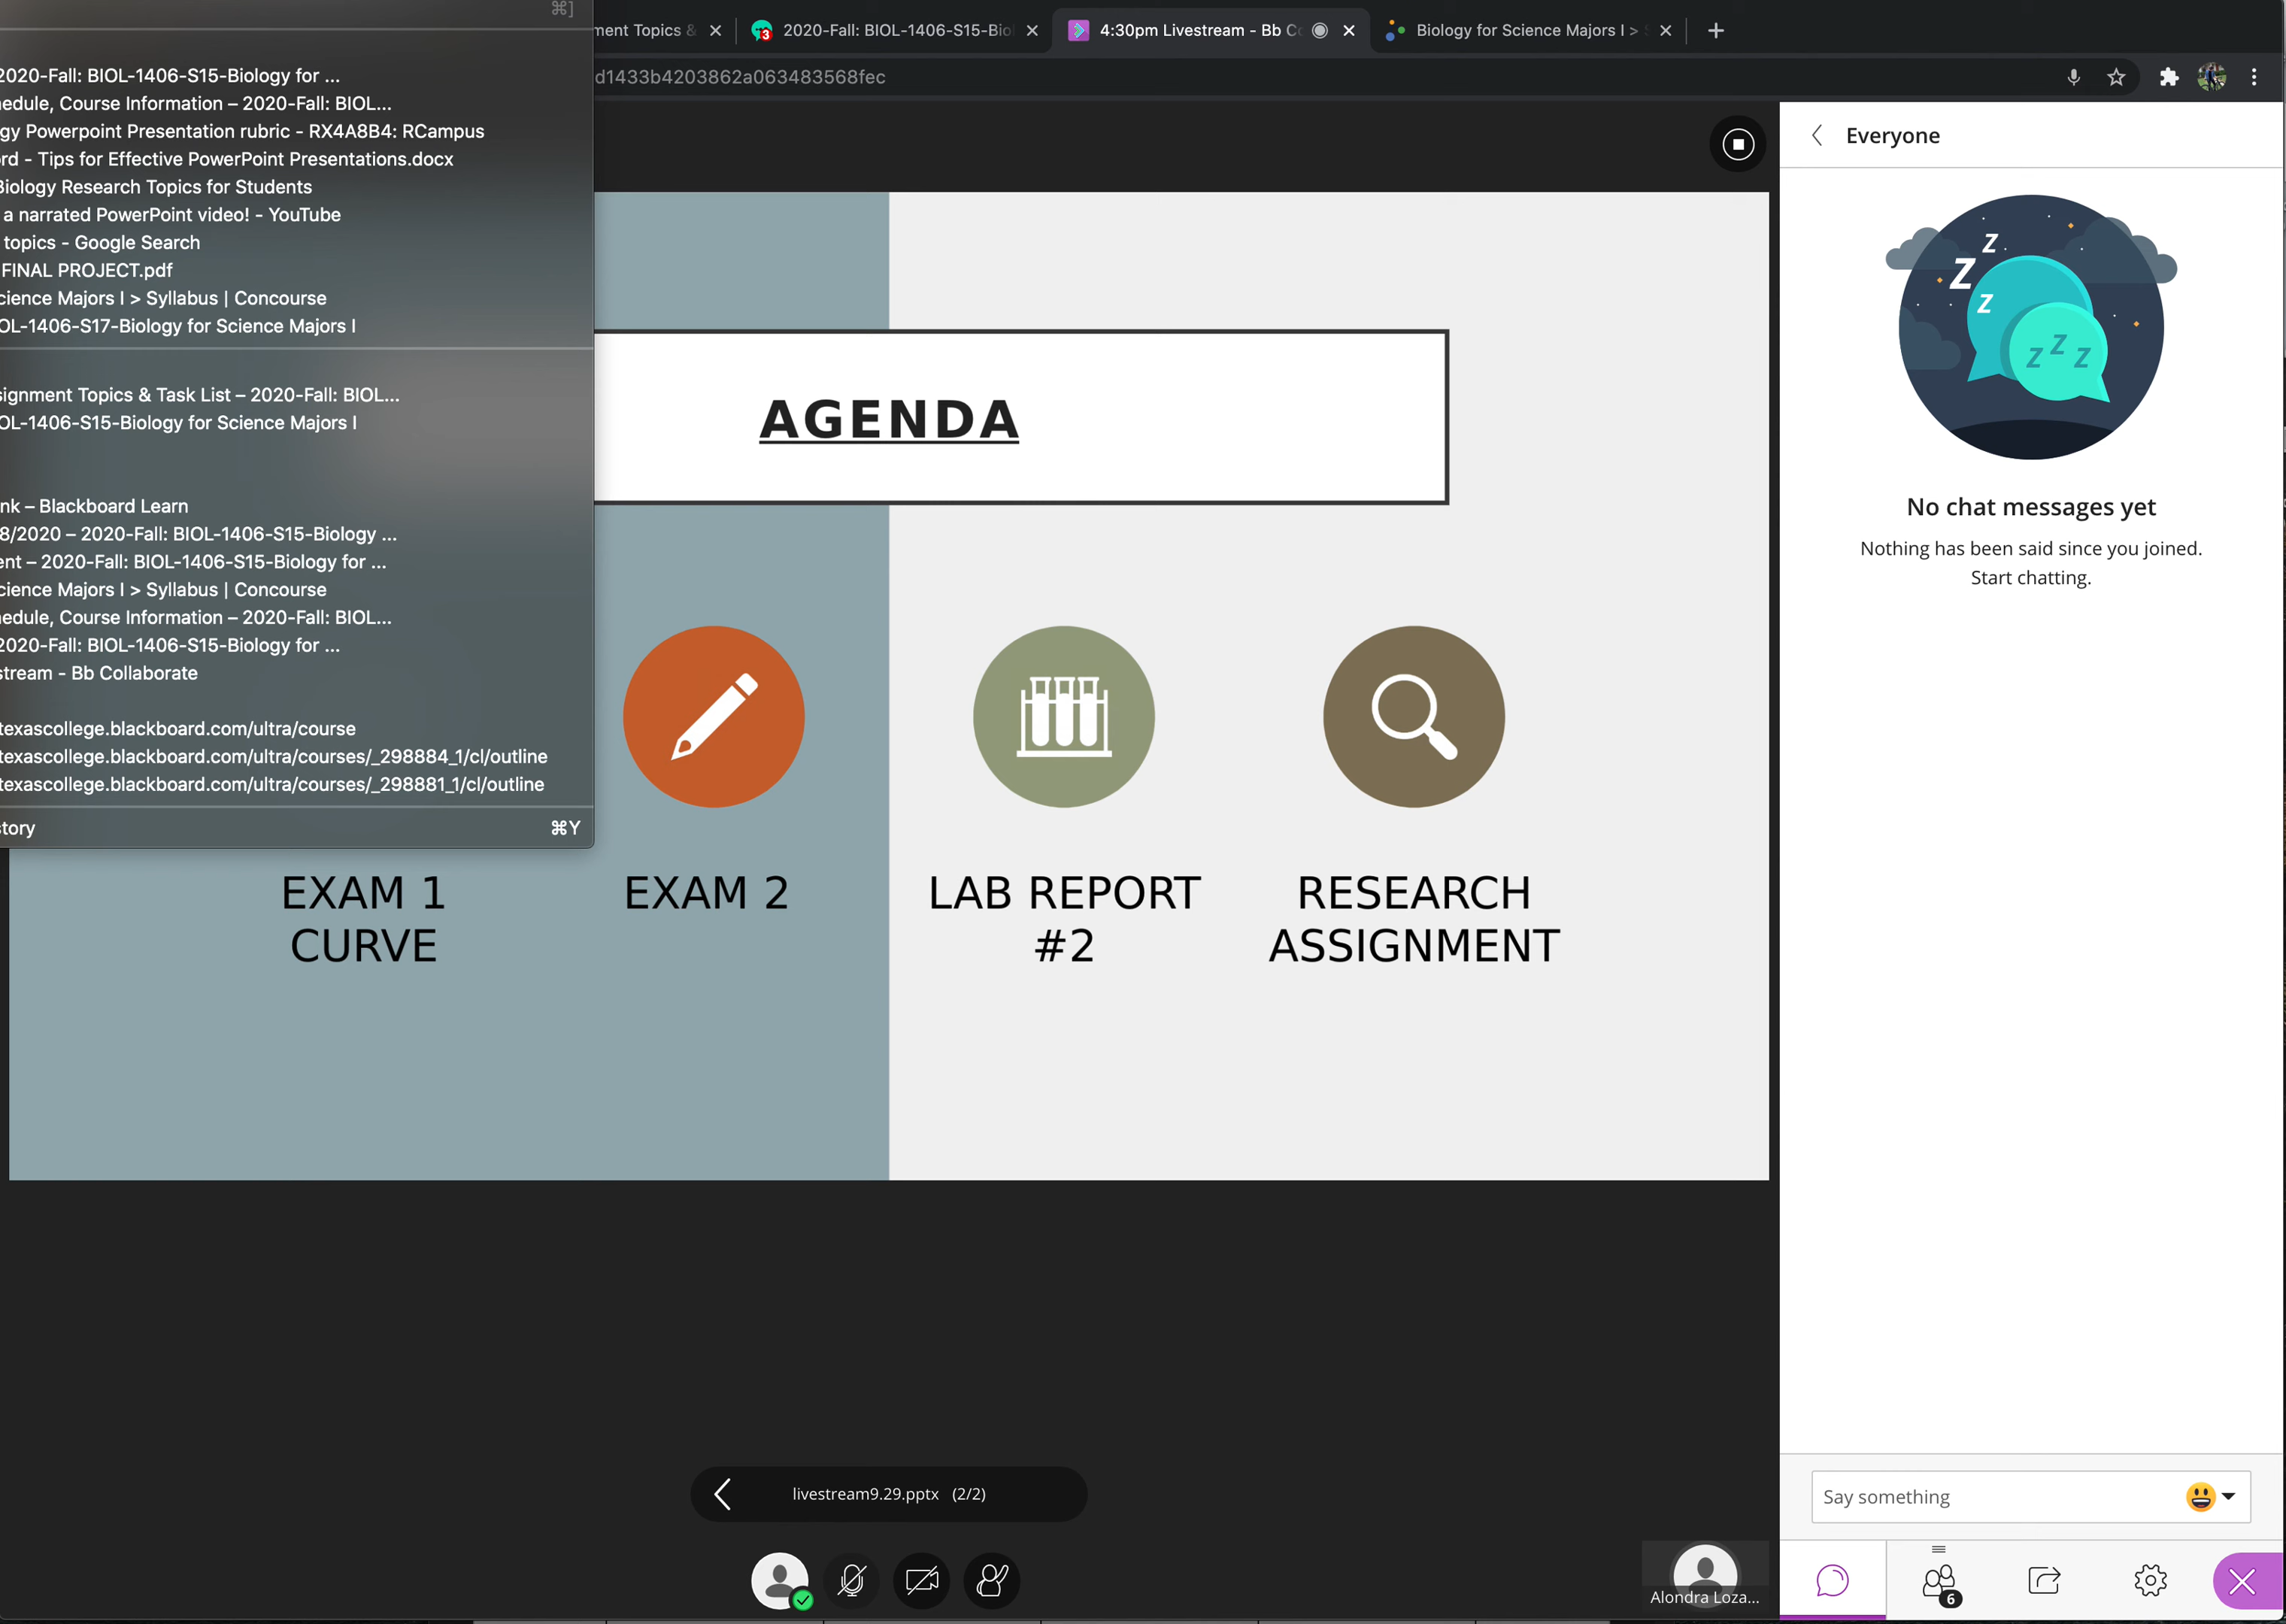 ⌘]
2020-Fall: BIOL-1406-S15-Biology for ...
edule, Course Information – 2020-Fall: BIOL...
gy Powerpoint Presentation rubric - RX4A8B4: RCampus
rd - Tips for Effective PowerPoint Presentations.docx
Biology Research Topics for Students
a narrated PowerPoint video! - YouTube
topics - Google Search
FINAL PROJECT.pdf
cience Majors I > Syllabus | Concourse
OL-1406-S17-Biology for Science Majors I
signment Topics & Task List – 2020-Fall: BIOL...
OL-1406-S15-Biology for Science Majors I
nk – Blackboard Learn
8/2020 – 2020-Fall: BIOL-1406-S15-Biology ...
ent – 2020-Fall: BIOL-1406-S15-Biology for ...
cience Majors I > Syllabus | Concourse
edule, Course Information – 2020-Fall: BIOL...
2020-Fall: BIOL-1406-S15-Biology for ...
stream - Bb Collaborate
texascollege.blackboard.com/ultra/course
texascollege.blackboard.com/ultra/courses/_298884_1/cl/outline
texascollege.blackboard.com/ultra/courses/_298881_1/cl/outline
story ⌘Y
ment Topics &
3 2020-Fall: BIOL-1406-S15-Bio
4:30pm Livestream - Bb Co
Biology for Science Majors I > S
d1433b4203862a063483568fec
AGENDA
EXAM 1
CURVE
EXAM 2
LAB REPORT
#2
RESEARCH
ASSIGNMENT
livestream9.29.pptx (2/2)
Alondra Loza...
Everyone
Z Z Z
Z Z Z
No chat messages yet
Nothing has been said since you joined.
Start chatting.
Say something
6